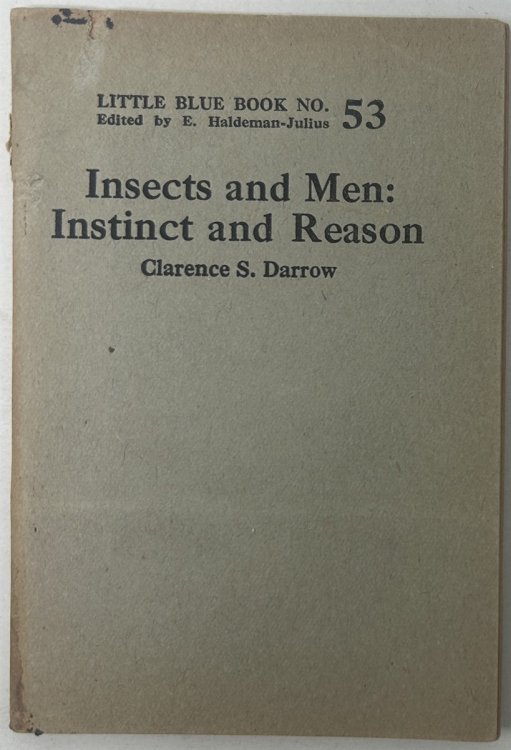 LITTLE BLUE BOOK NO. 53
Edited by E. Haldeman-Julius
Insects and Men:
Instinct and Reason
Clarence S. Darrow